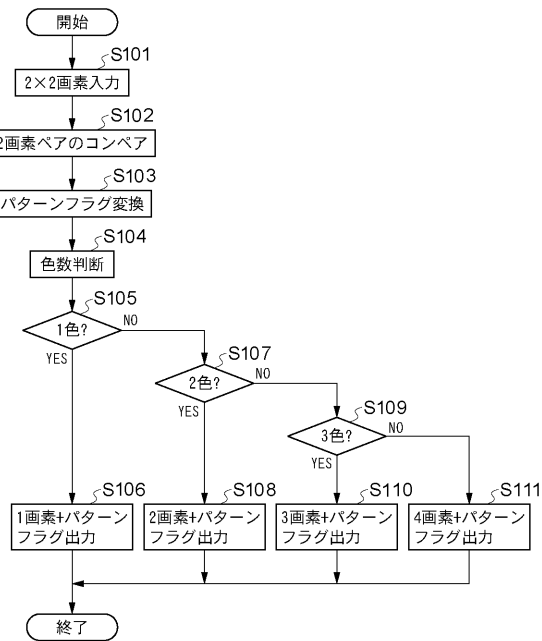 開始
S101
2×2画素入力
S102
2画素ペアのコンペア
S103
パターンフラグ変換
S104
色数判断
S105
1色?
NO
YES
S107
2色?
NO
YES
S109
3色?
NO
YES
S106
1画素+パターン
フラグ出力
S108
2画素+パターン
フラグ出力
S110
3画素+パターン
フラグ出力
S111
4画素+パターン
フラグ出力
終了